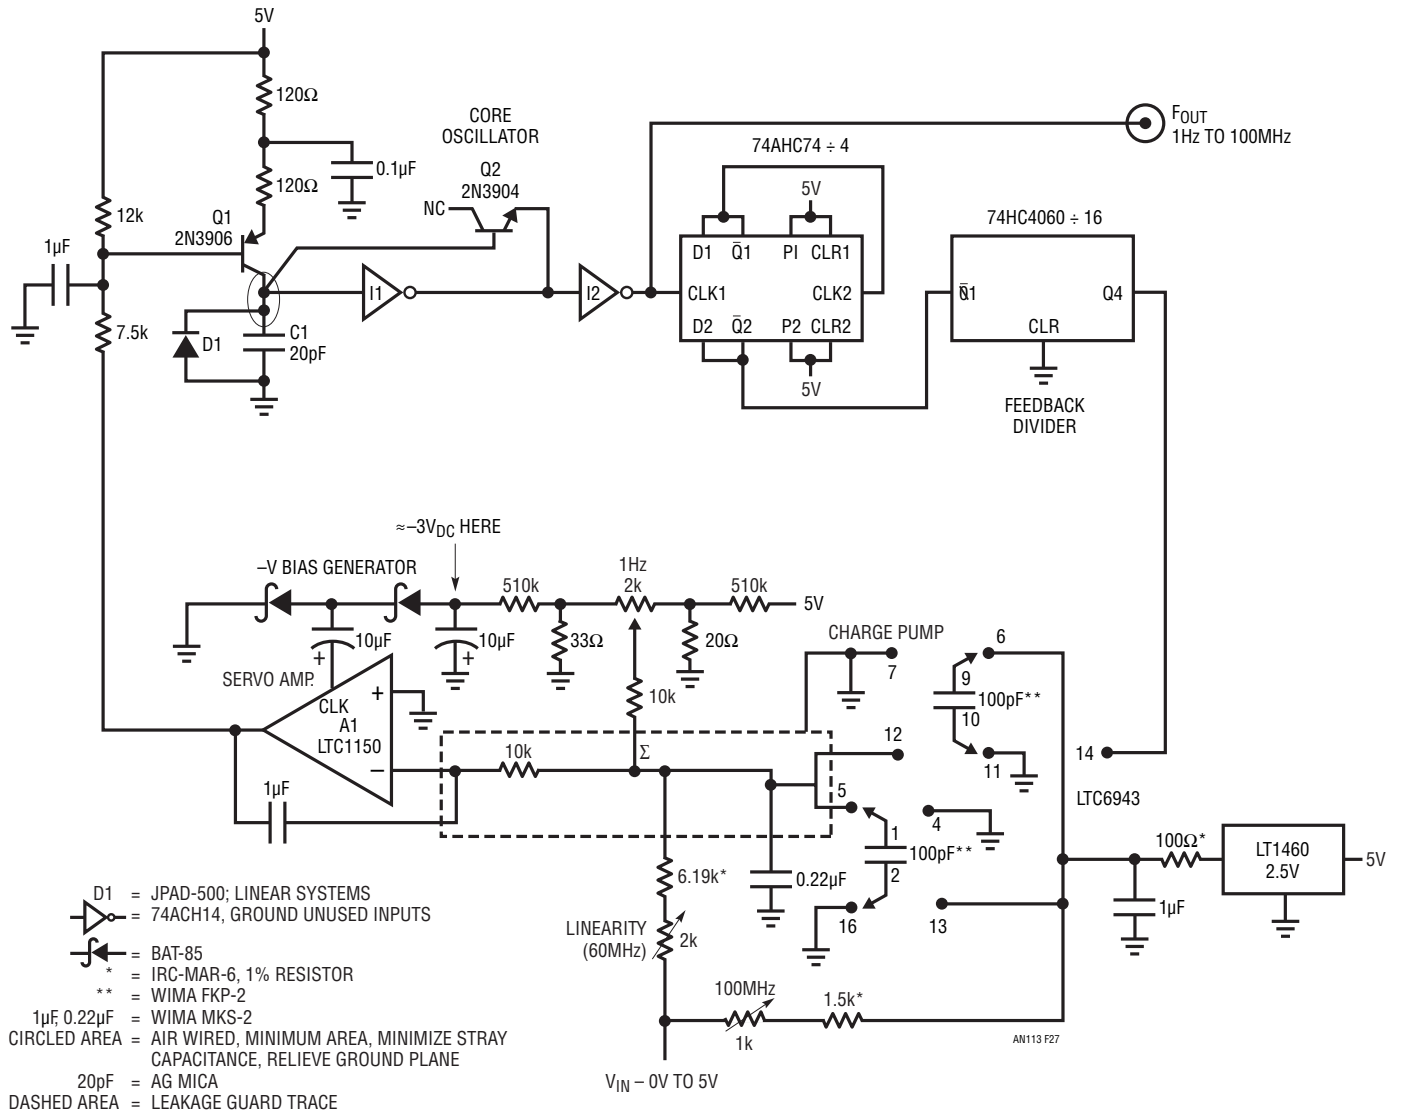 5V
120Ω
CORE
OSCILLATOR
FOUT
1Hz TO 100MHz
74AHC74 ÷ 4
0.1µF
Q2
2N3904
120Ω
NC
5V
12k
Q1
2N3906
74HC4060 ÷ 16
1µF
D1 Q̅1 PI CLR1
I1
I2
CLK1 CLK2
N̅1 Q4
D2 Q̅2 P2 CLR2
CLR
7.5k
D1
C1
20pF
5V
FEEDBACK
DIVIDER
≈–3VDC HERE
–V BIAS GENERATOR
510k
1Hz
2k
510k
5V
10µF
10µF
33Ω
20Ω
CHARGE PUMP
6
7
SERVO AMP.
+
+
9
100pF**
10
CLK
A1
LTC1150
+
–
10k
12
Σ
10k
14
11
1µF
5
LTC6943
1
4
100pF**
2
100Ω*
LT1460
2.5V
5V
6.19k*
0.22µF
1µF
LINEARITY
(60MHz)
2k
16
13
100MHz
1k
1.5k*
AN113 F27
VIN – 0V TO 5V
D1 = JPAD-500; LINEAR SYSTEMS
= 74ACH14, GROUND UNUSED INPUTS
= BAT-85
* = IRC-MAR-6, 1% RESISTOR
** = WIMA FKP-2
1µF, 0.22µF = WIMA MKS-2
CIRCLED AREA = AIR WIRED, MINIMUM AREA, MINIMIZE STRAY
CAPACITANCE, RELIEVE GROUND PLANE
20pF = AG MICA
DASHED AREA = LEAKAGE GUARD TRACE